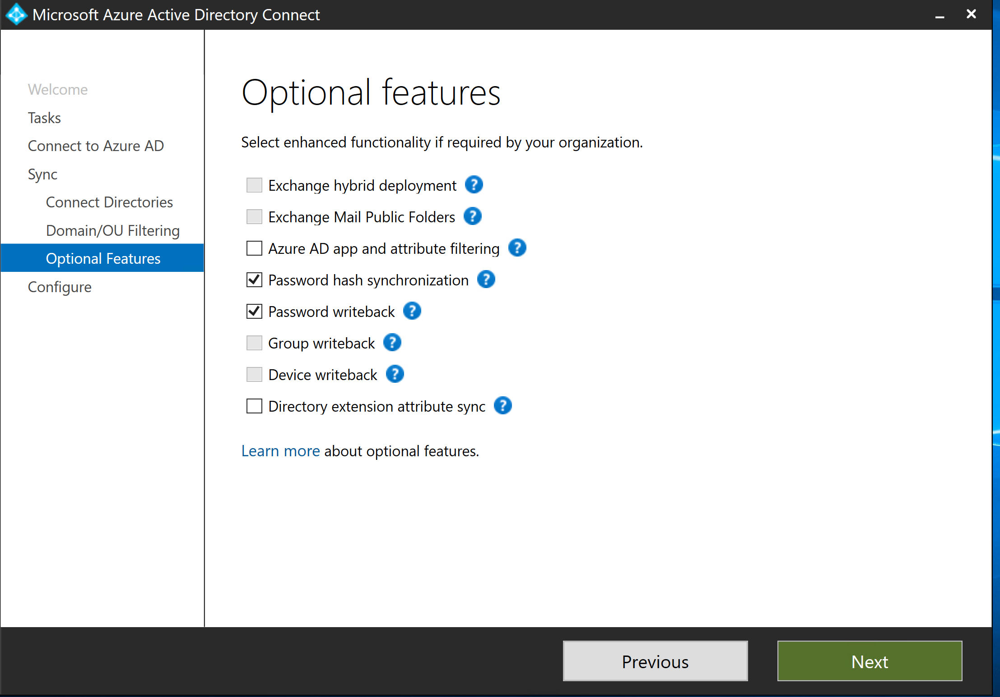 Microsoft Azure Active Directory Connect
Welcome
Tasks
Connect to Azure AD
Sync
Connect Directories
Domain/OU Filtering
Optional Features
Configure
Optional features
Select enhanced functionality if required by your organization.
Exchange hybrid deployment ?
Exchange Mail Public Folders ?
Azure AD app and attribute filtering ?
Password hash synchronization ?
Password writeback ?
Group writeback ?
Device writeback ?
Directory extension attribute sync ?
Learn more about optional features.
Previous
Next